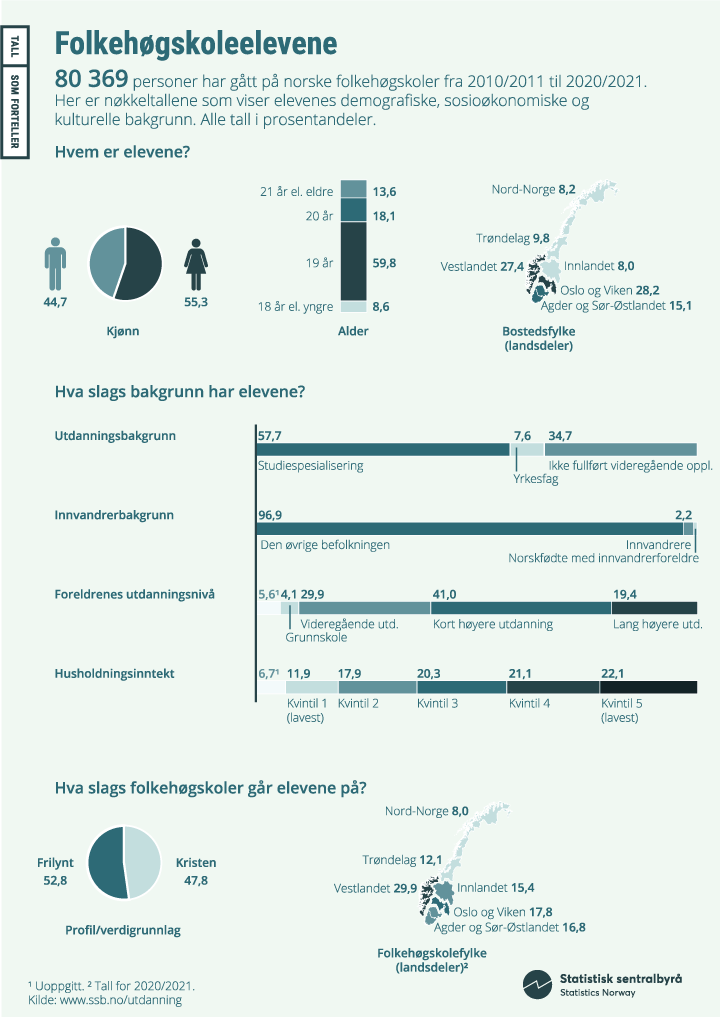 TALL
SOM FORTELLER
Folkehøgskoleelevene
80 369 personer har gått på norske folkehøgskoler fra 2010/2011 til 2020/2021.
Her er nøkkeltallene som viser elevenes demografiske, sosioøkonomiske og
kulturelle bakgrunn. Alle tall i prosentandeler.
Hvem er elevene?
44,7
55,3
Kjønn
21 år el. eldre 13,6
20 år 18,1
19 år 59,8
18 år el. yngre 8,6
Alder
Nord-Norge 8,2
Trøndelag 9,8
Vestlandet 27,4
Innlandet 8,0
Oslo og Viken 28,2
Agder og Sør-Østlandet 15,1
Bostedsfylke
(landsdeler)
Hva slags bakgrunn har elevene?
Utdanningsbakgrunn
57,7 7,6 34,7
Studiespesialisering
Ikke fullført videregående oppl.
Yrkesfag
Innvandrerbakgrunn
96,9 2,2
Den øvrige befolkningen
Innvandrere
Norskfødte med innvandrerforeldre
Foreldrenes utdanningsnivå
5,6¹ 4,1 29,9 41,0 19,4
Videregående utd. Kort høyere utdanning Lang høyere utd.
Grunnskole
Husholdningsinntekt
6,7¹ 11,9 17,9 20,3 21,1 22,1
Kvintil 1 Kvintil 2 Kvintil 3 Kvintil 4 Kvintil 5
(lavest) (lavest)
Hva slags folkehøgskoler går elevene på?
Frilynt
52,8
Kristen
47,8
Profil/verdigrunnlag
Nord-Norge 8,0
Trøndelag 12,1
Vestlandet 29,9
Innlandet 15,4
Oslo og Viken 17,8
Agder og Sør-Østlandet 16,8
Folkehøgskolefylke
(landsdeler)²
¹ Uoppgitt. ² Tall for 2020/2021.
Kilde: www.ssb.no/utdanning
Statistisk sentralbyrå
Statistics Norway